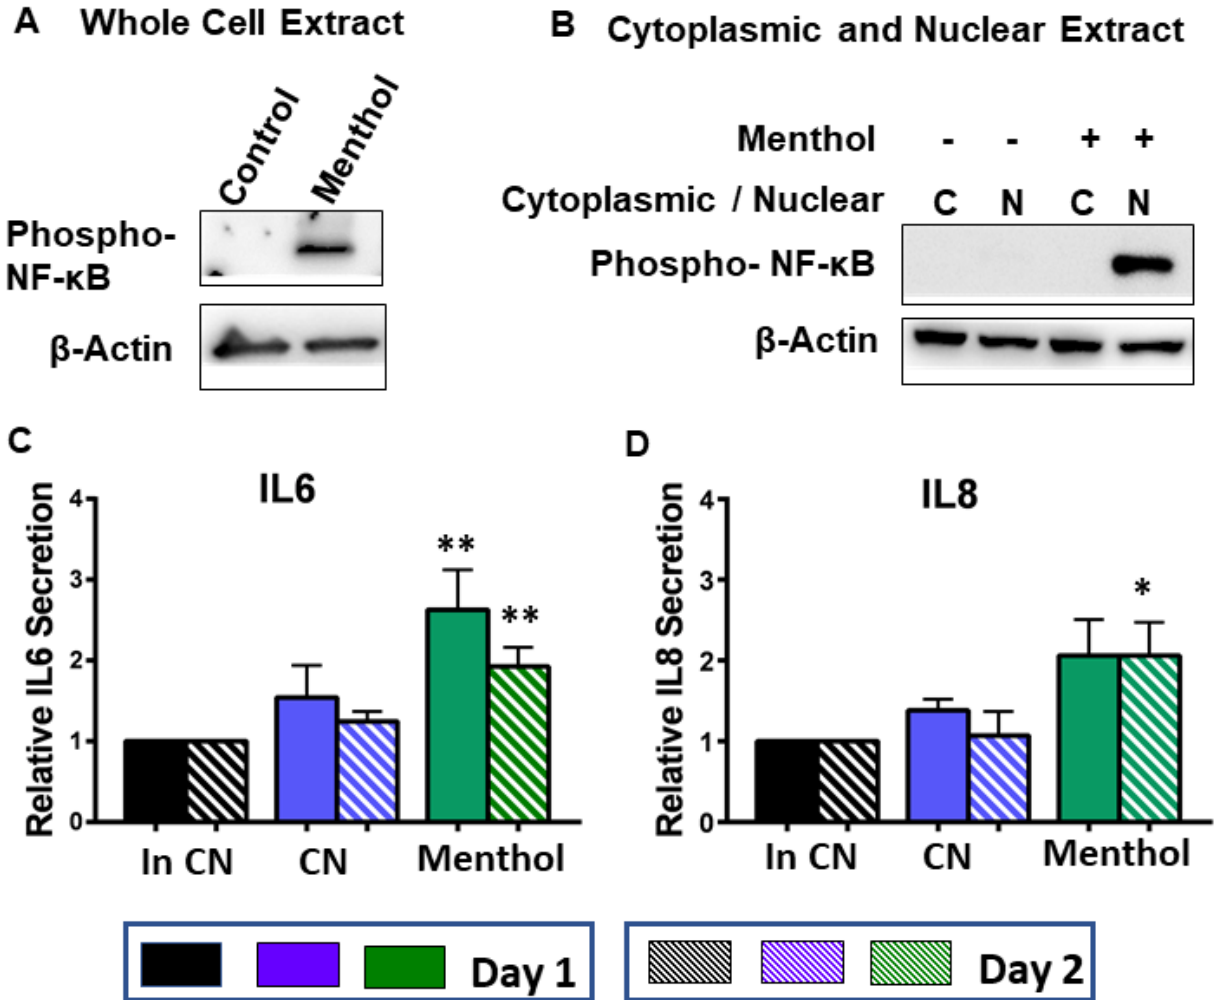 A Whole Cell Extract
Control Menthol
Phospho-
NF-κB
β-Actin
B Cytoplasmic and Nuclear Extract
Menthol - - + +
Cytoplasmic / Nuclear C N C N
Phospho- NF-κB
β-Actin
C
IL6
Relative IL6 Secretion
4
3
2
1
0
**
**
In CN CN Menthol
D
IL8
Relative IL8 Secretion
4
3
2
1
0
*
In CN CN Menthol
Day 1
Day 2